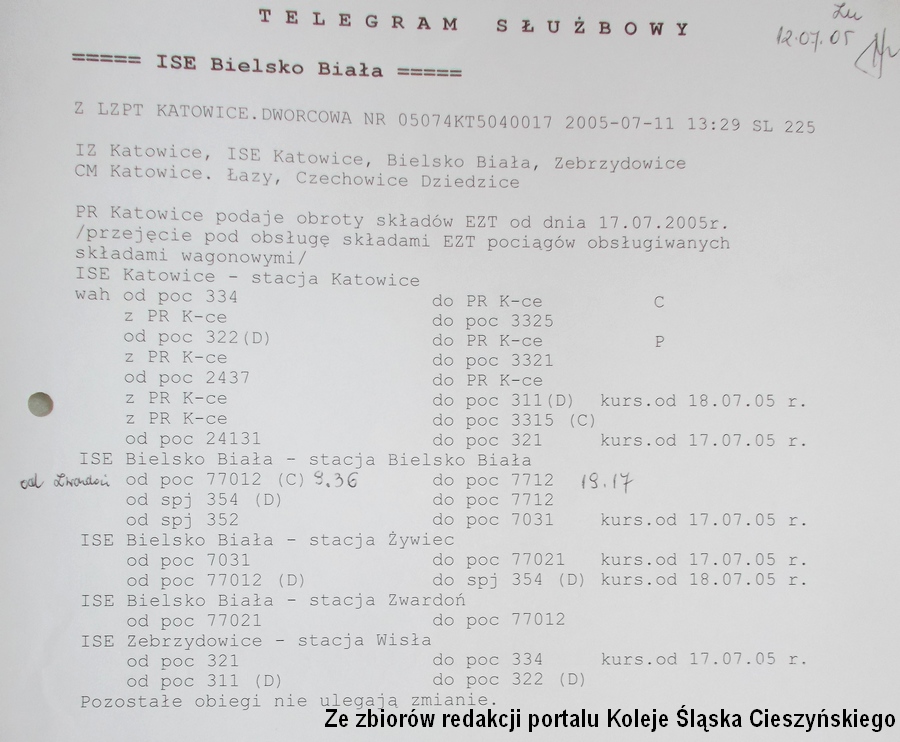 TELEGRAM SŁUŻBOWY
12.07.05
===== ISE Bielsko Biała =====
Z LZPT KATOWICE.DWORCOWA NR 05074KT5040017 2005-07-11 13:29 SL 225
IZ Katowice, ISE Katowice, Bielsko Biała, Zebrzydowice
CM Katowice. Łazy, Czechowice Dziedzice
PR Katowice podaje obroty składów EZT od dnia 17.07.2005r.
/przejęcie pod obsługę składami EZT pociągów obsługiwanych
składami wagonowymi/
ISE Katowice - stacja Katowice
wah od poc 334 do PR K-ce C
z PR K-ce do poc 3325
od poc 322(D) do PR K-ce P
z PR K-ce do poc 3321
od poc 2437 do PR K-ce
z PR K-ce do poc 311(D) kurs.od 18.07.05 r.
z PR K-ce do poc 3315 (C)
od poc 24131 do poc 321 kurs.od 17.07.05 r.
ISE Bielsko Biała - stacja Bielsko Biała
od Zwardoń od poc 77012 (C) 9.36 do poc 7712 19.17
od spj 354 (D) do poc 7712
od spj 352 do poc 7031 kurs.od 17.07.05 r.
ISE Bielsko Biała - stacja Żywiec
od poc 7031 do poc 77021 kurs.od 17.07.05 r.
od poc 77012 (D) do spj 354 (D) kurs.od 18.07.05 r.
ISE Bielsko Biała - stacja Zwardoń
od poc 77021 do poc 77012
ISE Zebrzydowice - stacja Wisła
od poc 321 do poc 334 kurs.od 17.07.05 r.
od poc 311 (D) do poc 322 (D)
Pozostałe obiegi nie ulegają zmianie.
Ze zbiorów redakcji portalu Koleje Śląska Cieszyńskiego